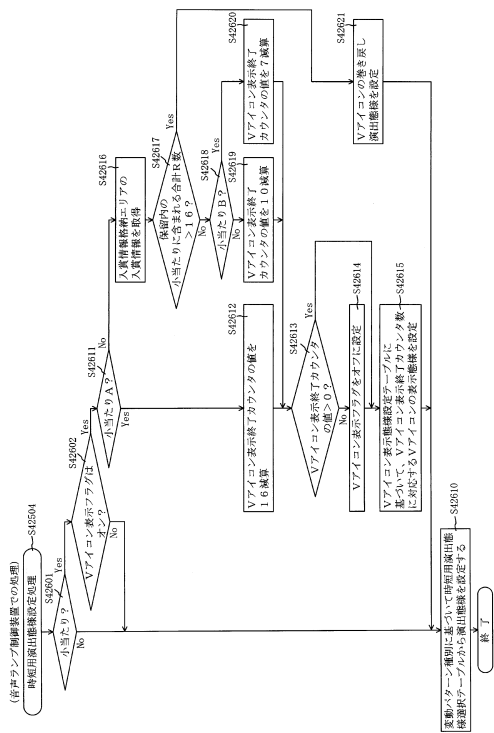 (音声ランプ制御装置での処理)
時短用演出態様設定処理
S42504
S42601
小当たり?
Yes
No
S42602
Vアイコン表示フラグは
オン?
Yes
No
S42611
小当たりA?
No
Yes
S42616
入賞情報格納エリアの
入賞情報を取得
S42617
保留内の
小当たりに含まれる合計R数
>16?
Yes
No
S42618
小当たりB?
Yes
No
S42619
Vアイコン表示終了
カウンタの値を10減算
S42620
Vアイコン表示終了
カウンタの値を7減算
S42621
Vアイコンの巻き戻し
演出態様を設定
S42612
Vアイコン表示終了カウンタの値を
16減算
S42613
Vアイコン表示終了カウンタ
の値>0?
Yes
No
S42614
Vアイコン表示フラグをオフに設定
S42615
Vアイコン表示態様設定テーブルに
基づいて、Vアイコン表示終了カウンタ数
に対応するVアイコンの表示態様を設定
S42610
変動パターン種別に基づいて時短用演出態
様選択テーブルから演出態様を設定する
終了